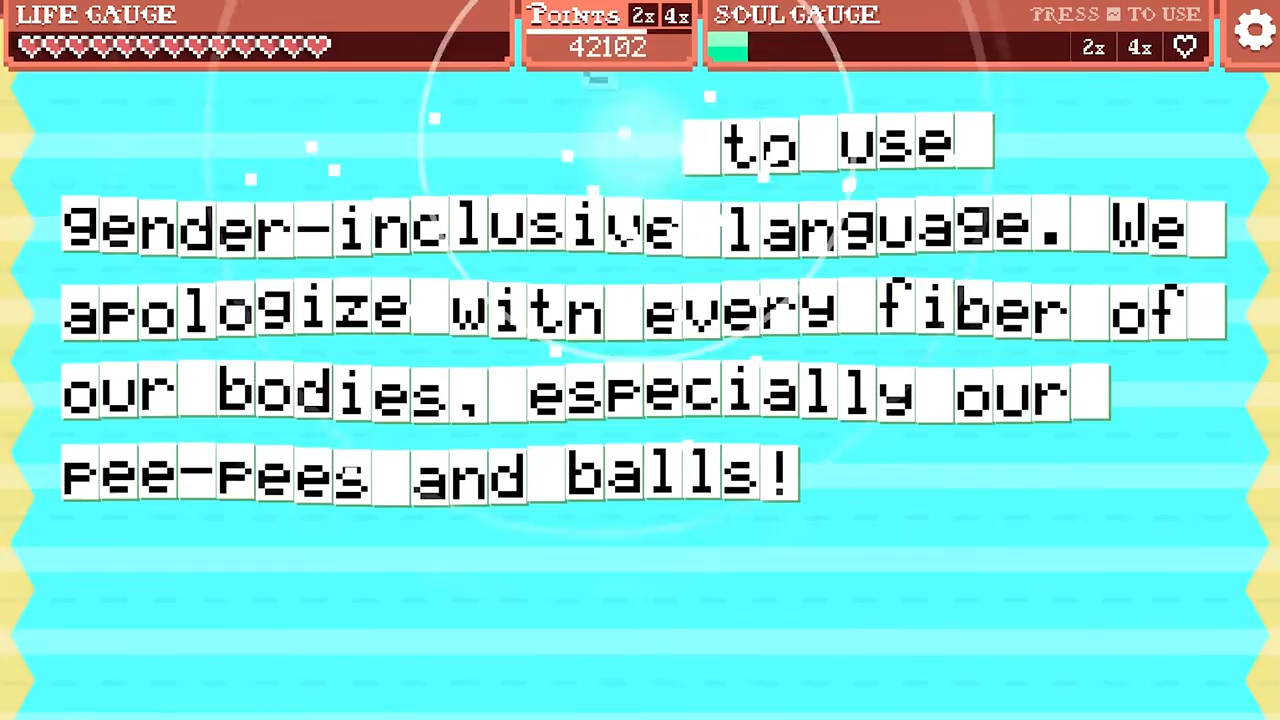 LIFE GAUGE
POINTS 2x 4x
42102
SOUL GAUGE
PRESS TO USE
2x 4x
to use
gender-inclusive language. We
apologize with every fiber of
our bodies, especially our
pee-pees and balls!